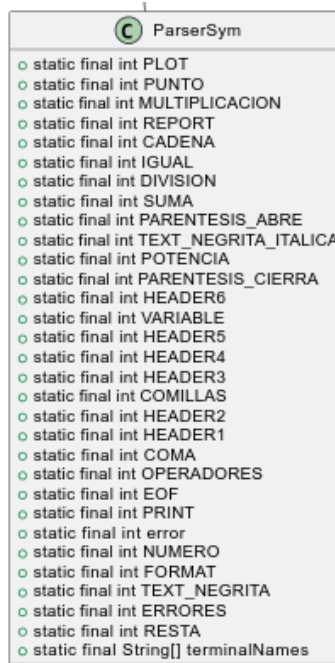 C ParserSym
static final int PLOT
static final int PUNTO
static final int MULTIPLICACION
static final int REPORT
static final int CADENA
static final int IGUAL
static final int DIVISION
static final int SUMA
static final int PARENTESIS_ABRE
static final int TEXT_NEGRITA_ITALICA
static final int POTENCIA
static final int PARENTESIS_CIERRA
static final int HEADER6
static final int VARIABLE
static final int HEADER5
static final int HEADER4
static final int HEADER3
static final int COMILLAS
static final int HEADER2
static final int HEADER1
static final int COMA
static final int OPERADORES
static final int EOF
static final int PRINT
static final int error
static final int NUMERO
static final int FORMAT
static final int TEXT_NEGRITA
static final int ERRORES
static final int RESTA
static final String[] terminalNames